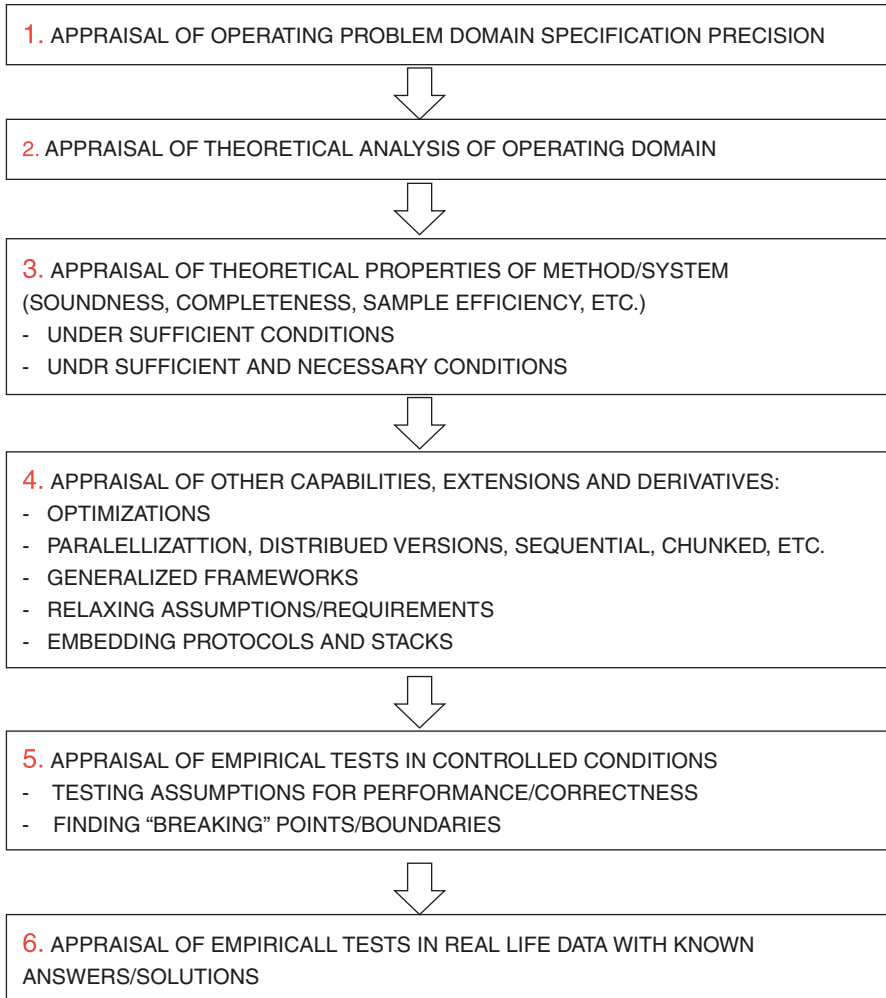 1. APPRAISAL OF OPERATING PROBLEM DOMAIN SPECIFICATION PRECISION
2. APPRAISAL OF THEORETICAL ANALYSIS OF OPERATING DOMAIN
3. APPRAISAL OF THEORETICAL PROPERTIES OF METHOD/SYSTEM
(SOUNDNESS, COMPLETENESS, SAMPLE EFFICIENCY, ETC.)
- UNDER SUFFICIENT CONDITIONS
- UNDR SUFFICIENT AND NECESSARY CONDITIONS
4. APPRAISAL OF OTHER CAPABILITIES, EXTENSIONS AND DERIVATIVES:
- OPTIMIZATIONS
- PARALELLIZATTION, DISTRIBUED VERSIONS, SEQUENTIAL, CHUNKED, ETC.
- GENERALIZED FRAMEWORKS
- RELAXING ASSUMPTIONS/REQUIREMENTS
- EMBEDDING PROTOCOLS AND STACKS
5. APPRAISAL OF EMPIRICAL TESTS IN CONTROLLED CONDITIONS
- TESTING ASSUMPTIONS FOR PERFORMANCE/CORRECTNESS
- FINDING “BREAKING” POINTS/BOUNDARIES
6. APPRAISAL OF EMPIRICALL TESTS IN REAL LIFE DATA WITH KNOWN
ANSWERS/SOLUTIONS